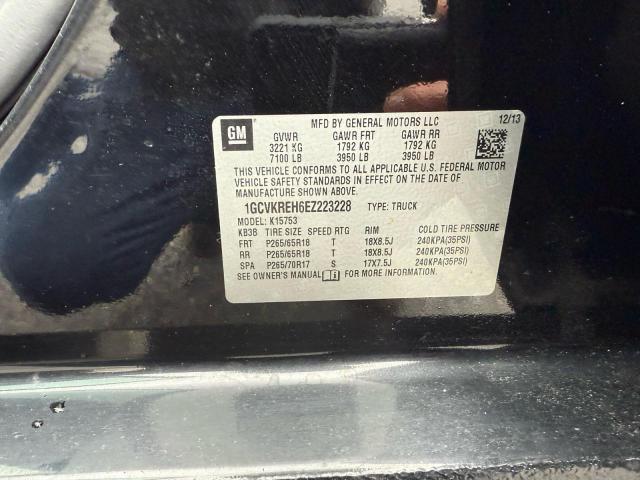 GM MFD BY GENERAL MOTORS LLC 12/13
GVWR GAWR FRT GAWR RR
3221 KG 1792 KG 1792 KG
7100 LB 3950 LB 3950 LB
THIS VEHICLE CONFORMS TO ALL APPLICABLE U.S. FEDERAL MOTOR
VEHICLE SAFETY STANDARDS IN EFFECT ON THE DATE OF
MANUFACTURE SHOWN ABOVE.
1GCVKREH6EZ223228 TYPE: TRUCK
MODEL: K15753
KB3B TIRE SIZE SPEED RTG RIM COLD TIRE PRESSURE
FRT P265/65R18 T 18X8.5J 240KPA(35PSI)
RR P265/65R18 T 18X8.5J 240KPA(35PSI)
SPA P265/70R17 S 17X7.5J 240KPA(35PSI)
SEE OWNER'S MANUAL FOR MORE INFORMATION.